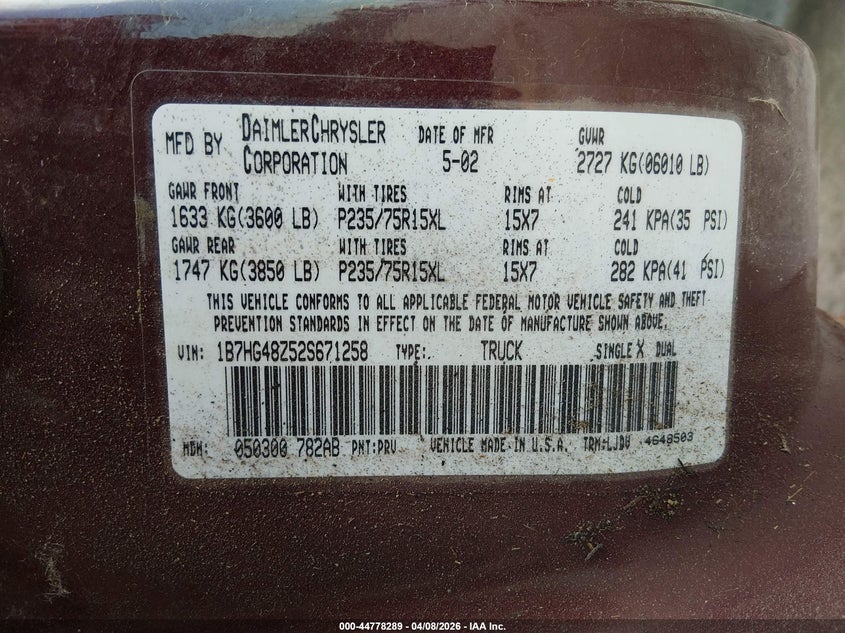 MFD BY DAIMLERCHRYSLER CORPORATION DATE OF MFR 5-02 GVWR 2727 KG(06010 LB)
GAWR FRONT WITH TIRES RIMS AT COLD
1633 KG(3600 LB) P235/75R15XL 15X7 241 KPA(35 PSI)
GAWR REAR WITH TIRES RIMS AT COLD
1747 KG(3850 LB) P235/75R15XL 15X7 282 KPA(41 PSI)
THIS VEHICLE CONFORMS TO ALL APPLICABLE FEDERAL MOTOR VEHICLE SAFETY AND THEFT
PREVENTION STANDARDS IN EFFECT ON THE DATE OF MANUFACTURE SHOWN ABOVE.
VIN: 1B7HG48Z52S671258 TYPE: TRUCK SINGLE X DUAL
MDH: 050300 782AB PNT:PRV VEHICLE MADE IN U.S.A. TRM:LJDV 4648503
000-44778289 - 04/08/2026 - IAA Inc.